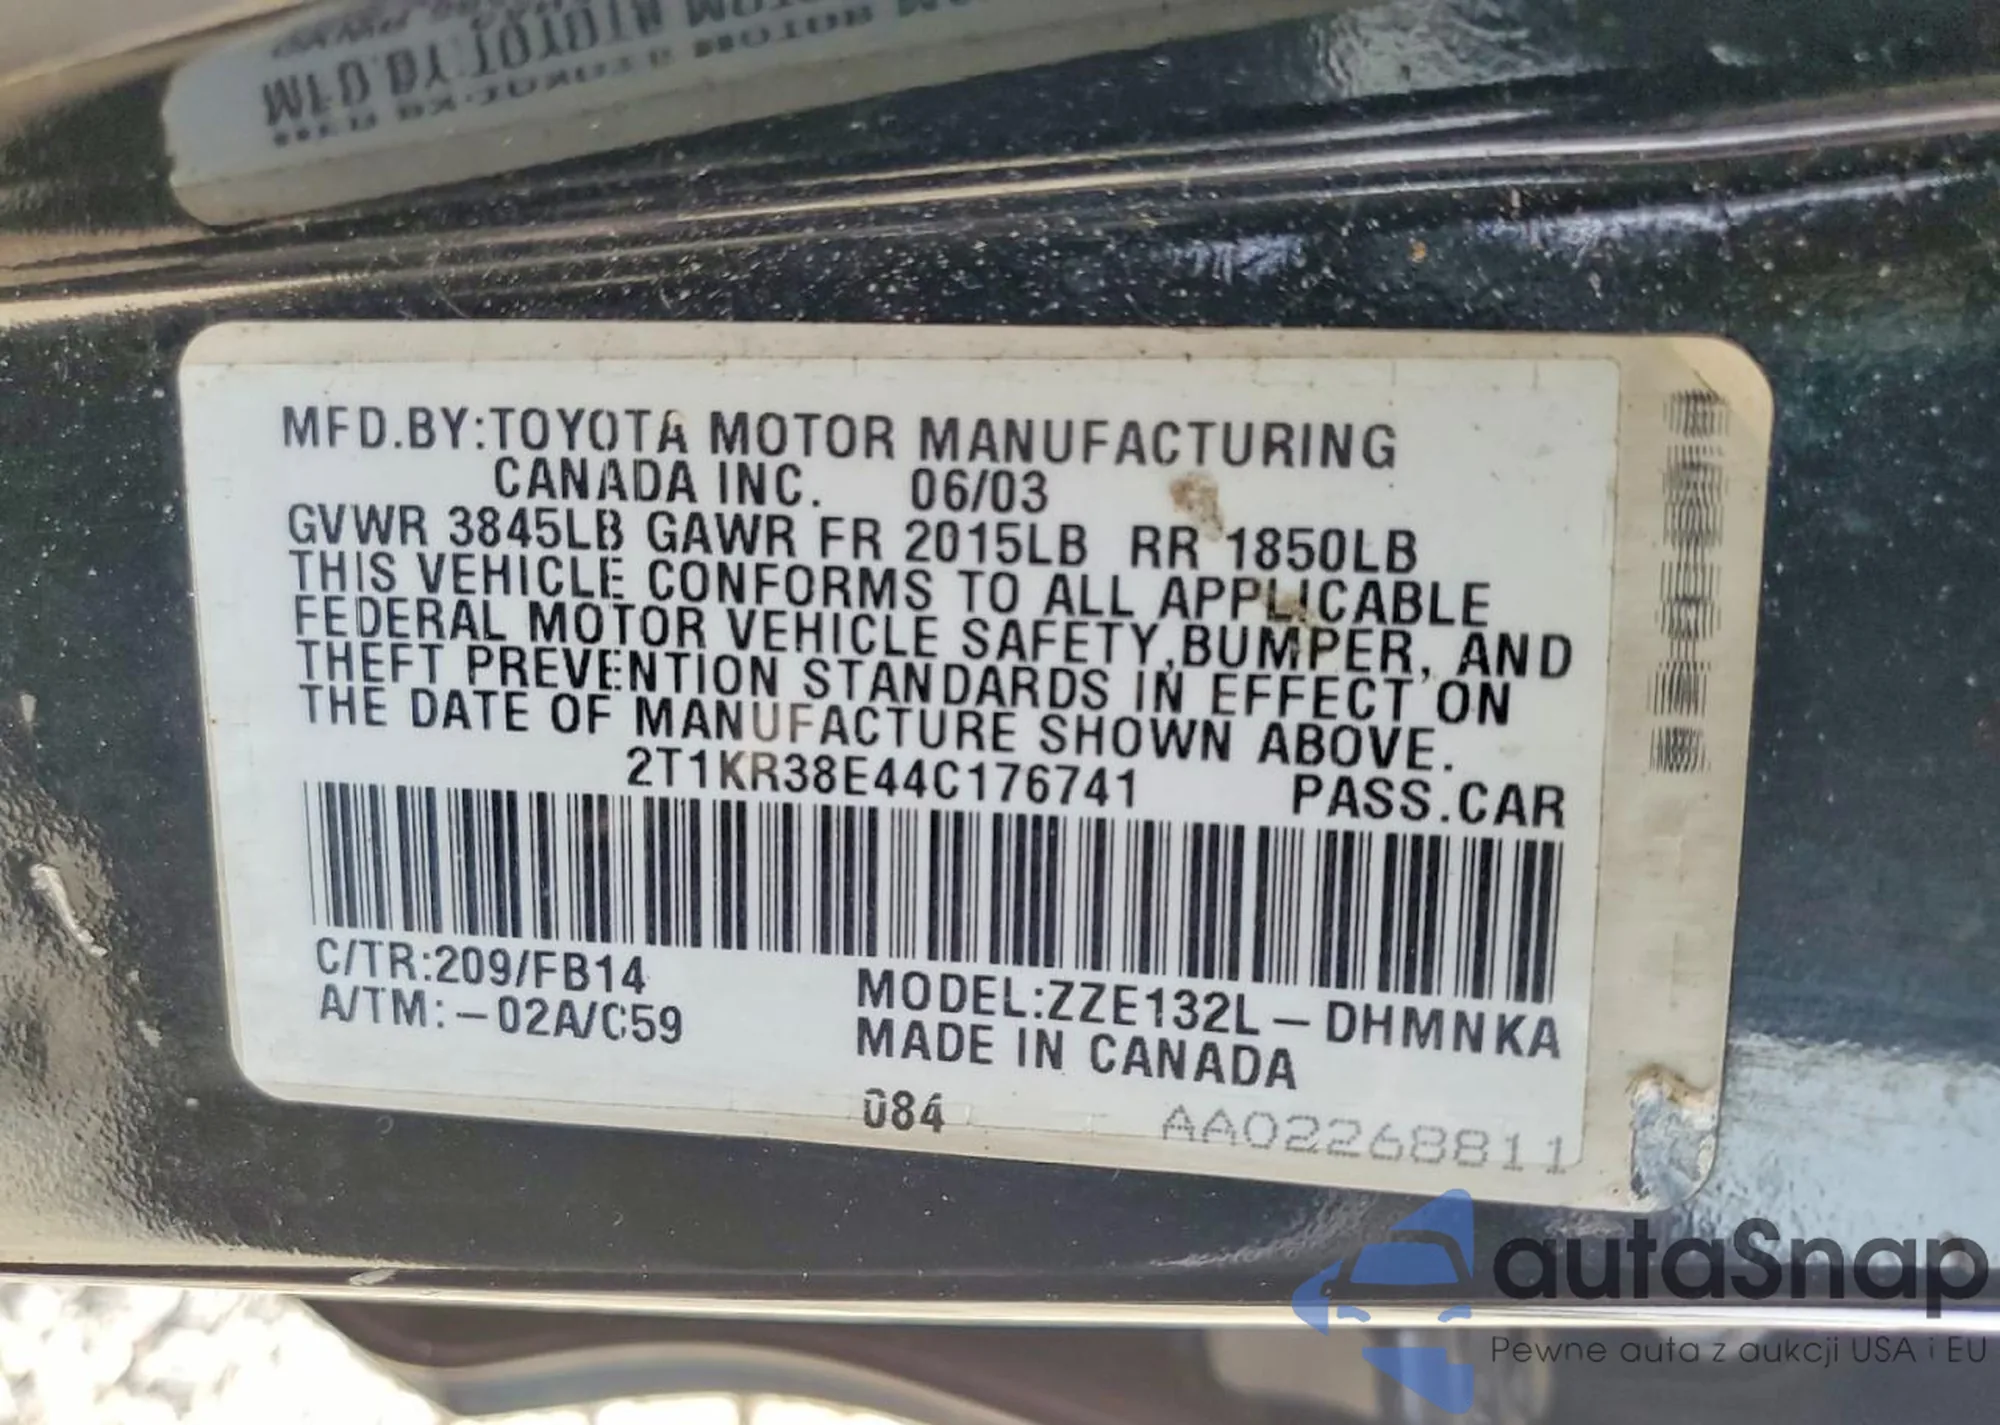 MFD.BY:TOYOTA MOTOR MANUFACTURING
CANADA INC. 06/03
GVWR 3845LB GAWR FR 2015LB RR 1850LB
THIS VEHICLE CONFORMS TO ALL APPLICABLE
FEDERAL MOTOR VEHICLE SAFETY,BUMPER, AND
THEFT PREVENTION STANDARDS IN EFFECT ON
THE DATE OF MANUFACTURE SHOWN ABOVE.
2T1KR38E44C176741 PASS.CAR
C/TR:209/FB14
A/TM:-02A/C59
MODEL:ZZE132L-DHMNKA
MADE IN CANADA
084
AA02268811
autaSnap
Pewne auta z aukcji USA i EU